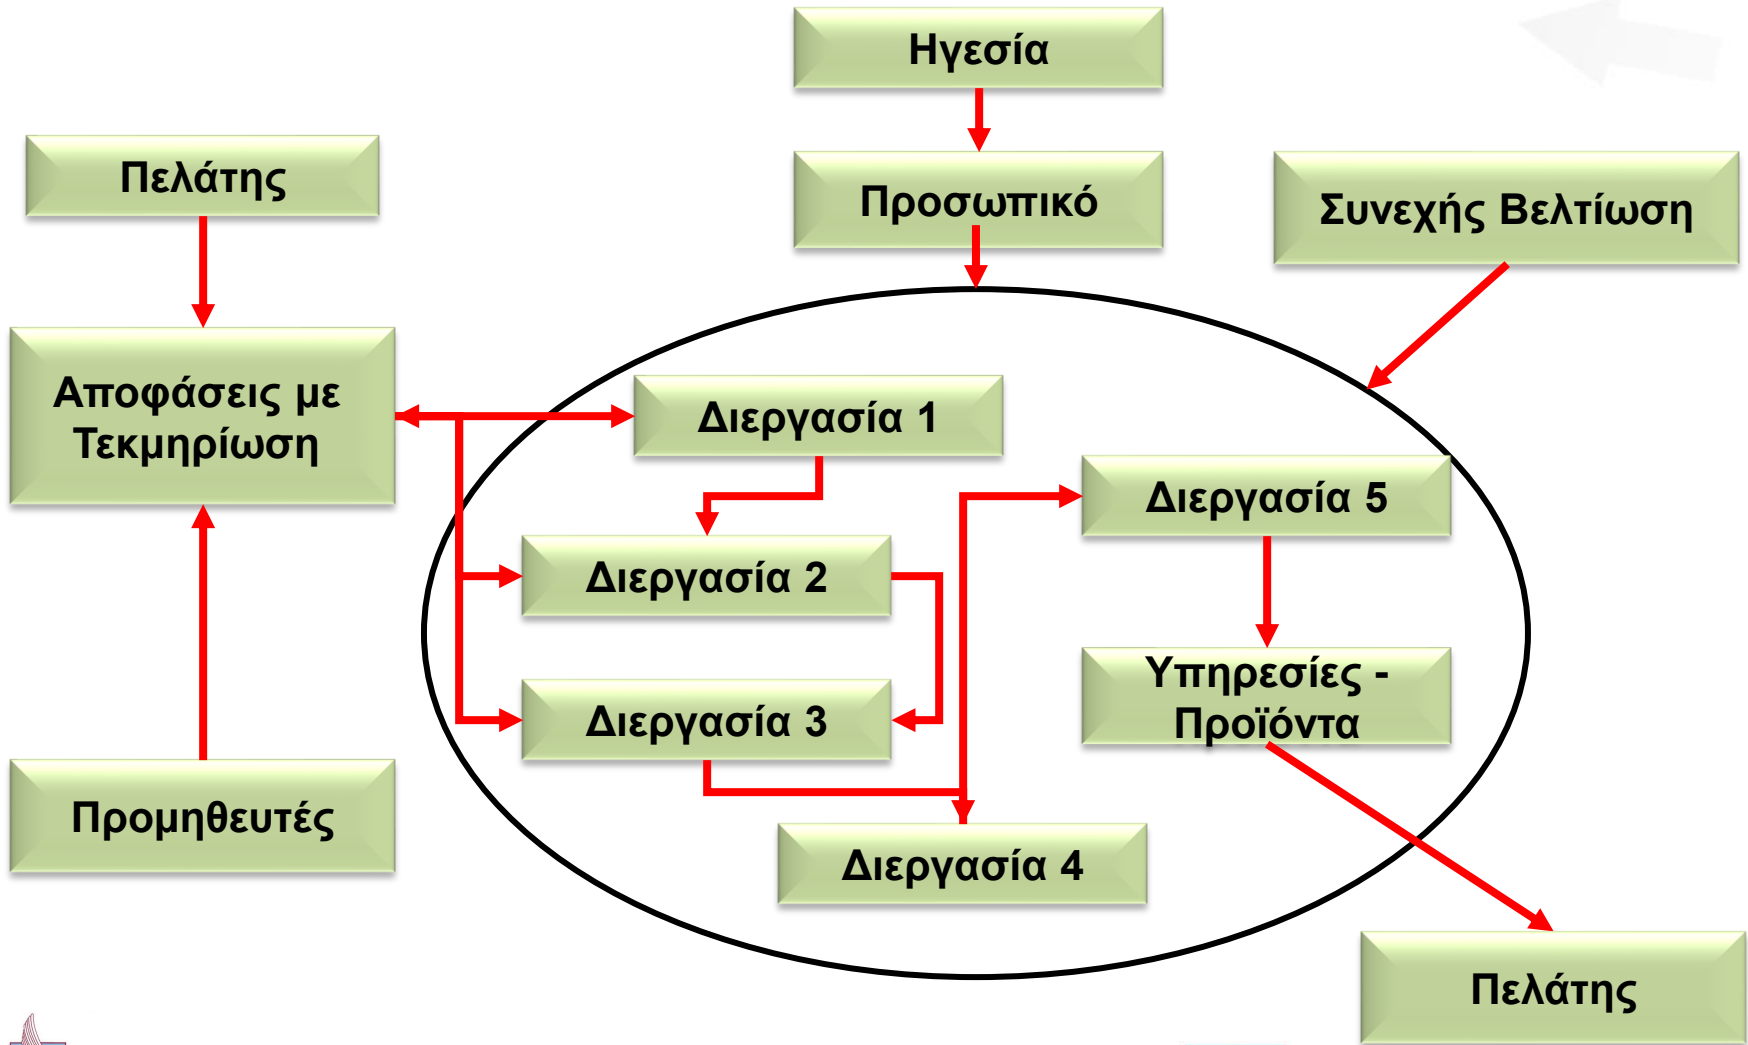 Ηγεσία
Πελάτης
Προσωπικό
Συνεχής Βελτίωση
Αποφάσεις με
Τεκμηρίωση
Διεργασία 1
Διεργασία 5
Διεργασία 2
Υπηρεσίες -
Προϊόντα
Διεργασία 3
Προμηθευτές
Διεργασία 4
Πελάτης